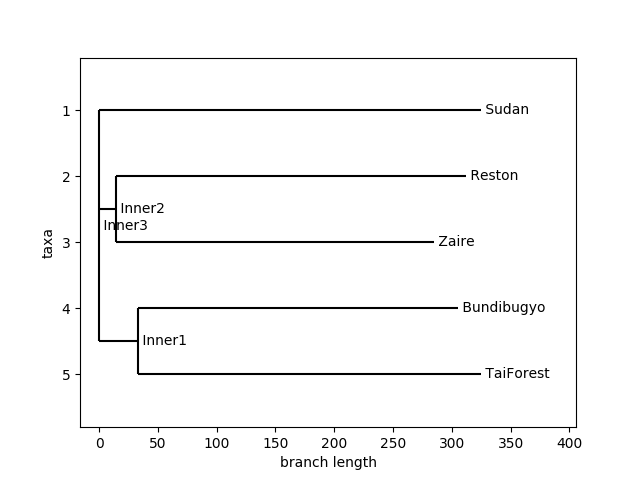 1
Sudan
2
Reston
Inner2
Inner3
taxa
3
Zaire
4
Bundibugyo
Inner1
5
TaiForest
0 50 100 150 200 250 300 350 400
branch length